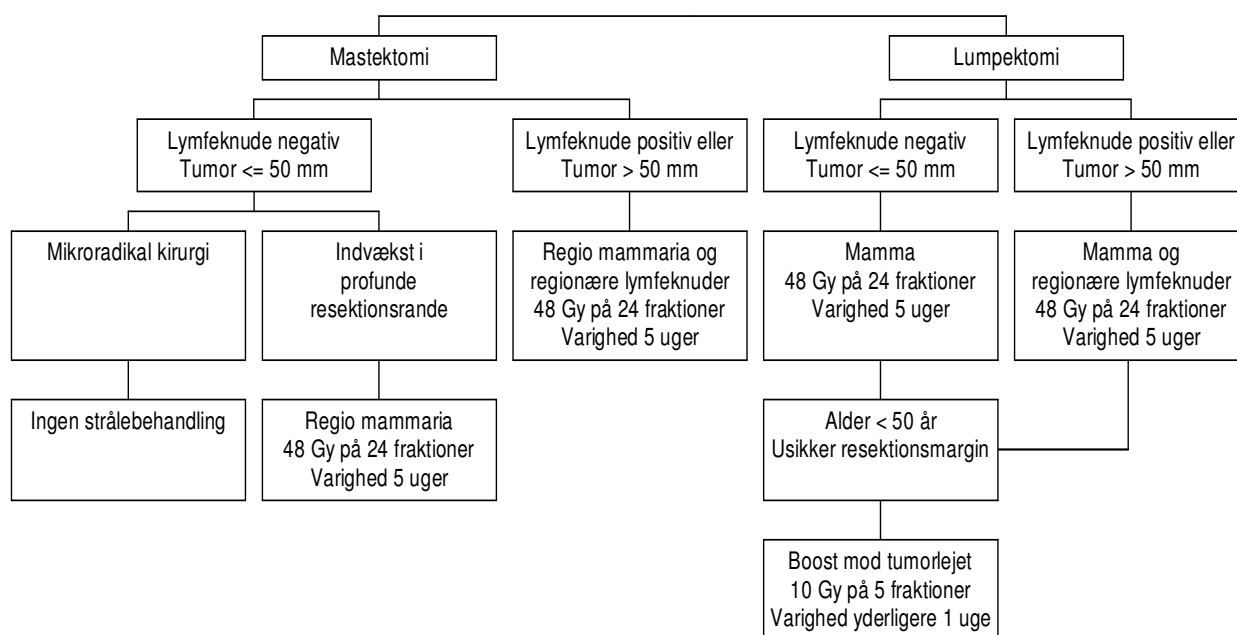 Mastektomi
Lumpektomi
Lymfeknude negativ
Tumor <= 50 mm
Lymfeknude positiv eller
Tumor > 50 mm
Lymfeknude negativ
Tumor <= 50 mm
Lymfeknude positiv eller
Tumor > 50 mm
Mikroradikal kirurgi
Indvækst i
profunde
resektionsrande
Regio mammaria og
regionære lymfeknuder
48 Gy på 24 fraktioner
Varighed 5 uger
Mamma
48 Gy på 24 fraktioner
Varighed 5 uger
Mamma og
regionære lymfeknuder
48 Gy på 24 fraktioner
Varighed 5 uger
Ingen strålebehandling
Regio mammaria
48 Gy på 24 fraktioner
Varighed 5 uger
Alder < 50 år
Usikker resektionsmargin
Boost mod tumorlejet
10 Gy på 5 fraktioner
Varighed yderligere 1 uge